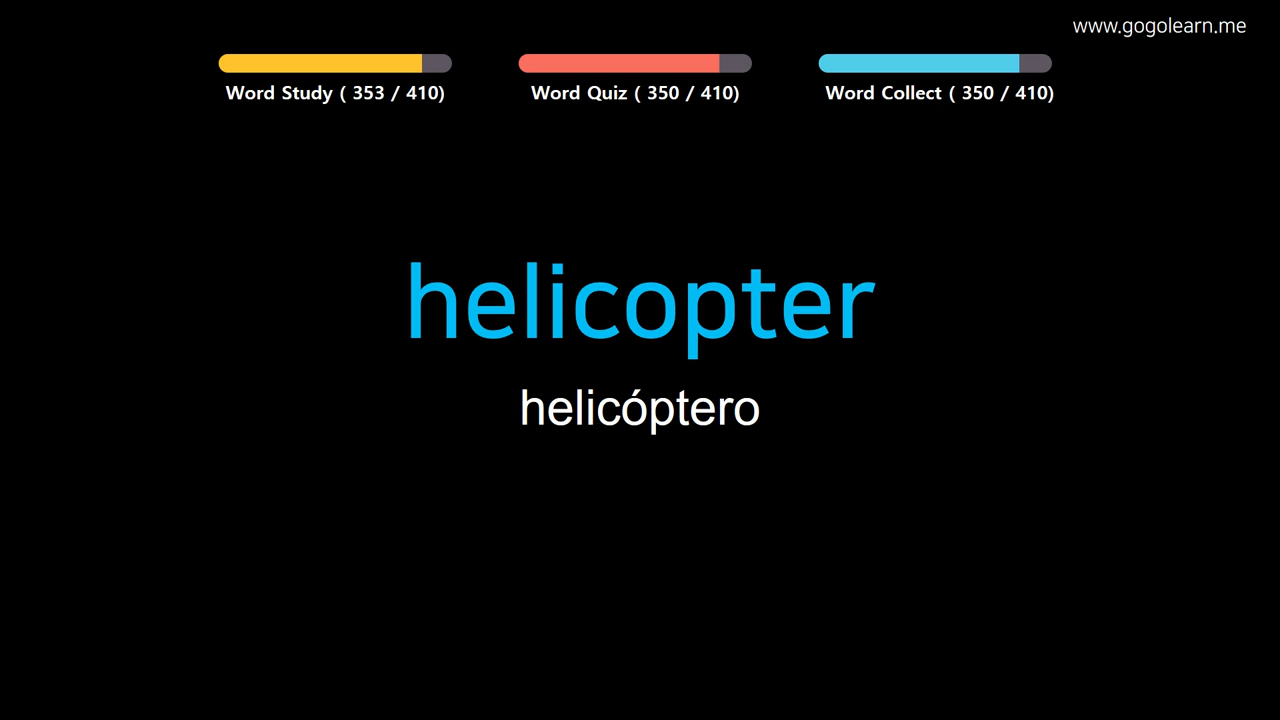 www.gogolearn.me
Word Study ( 353 / 410)
Word Quiz ( 350 / 410)
Word Collect ( 350 / 410)
helicopter
helicóptero